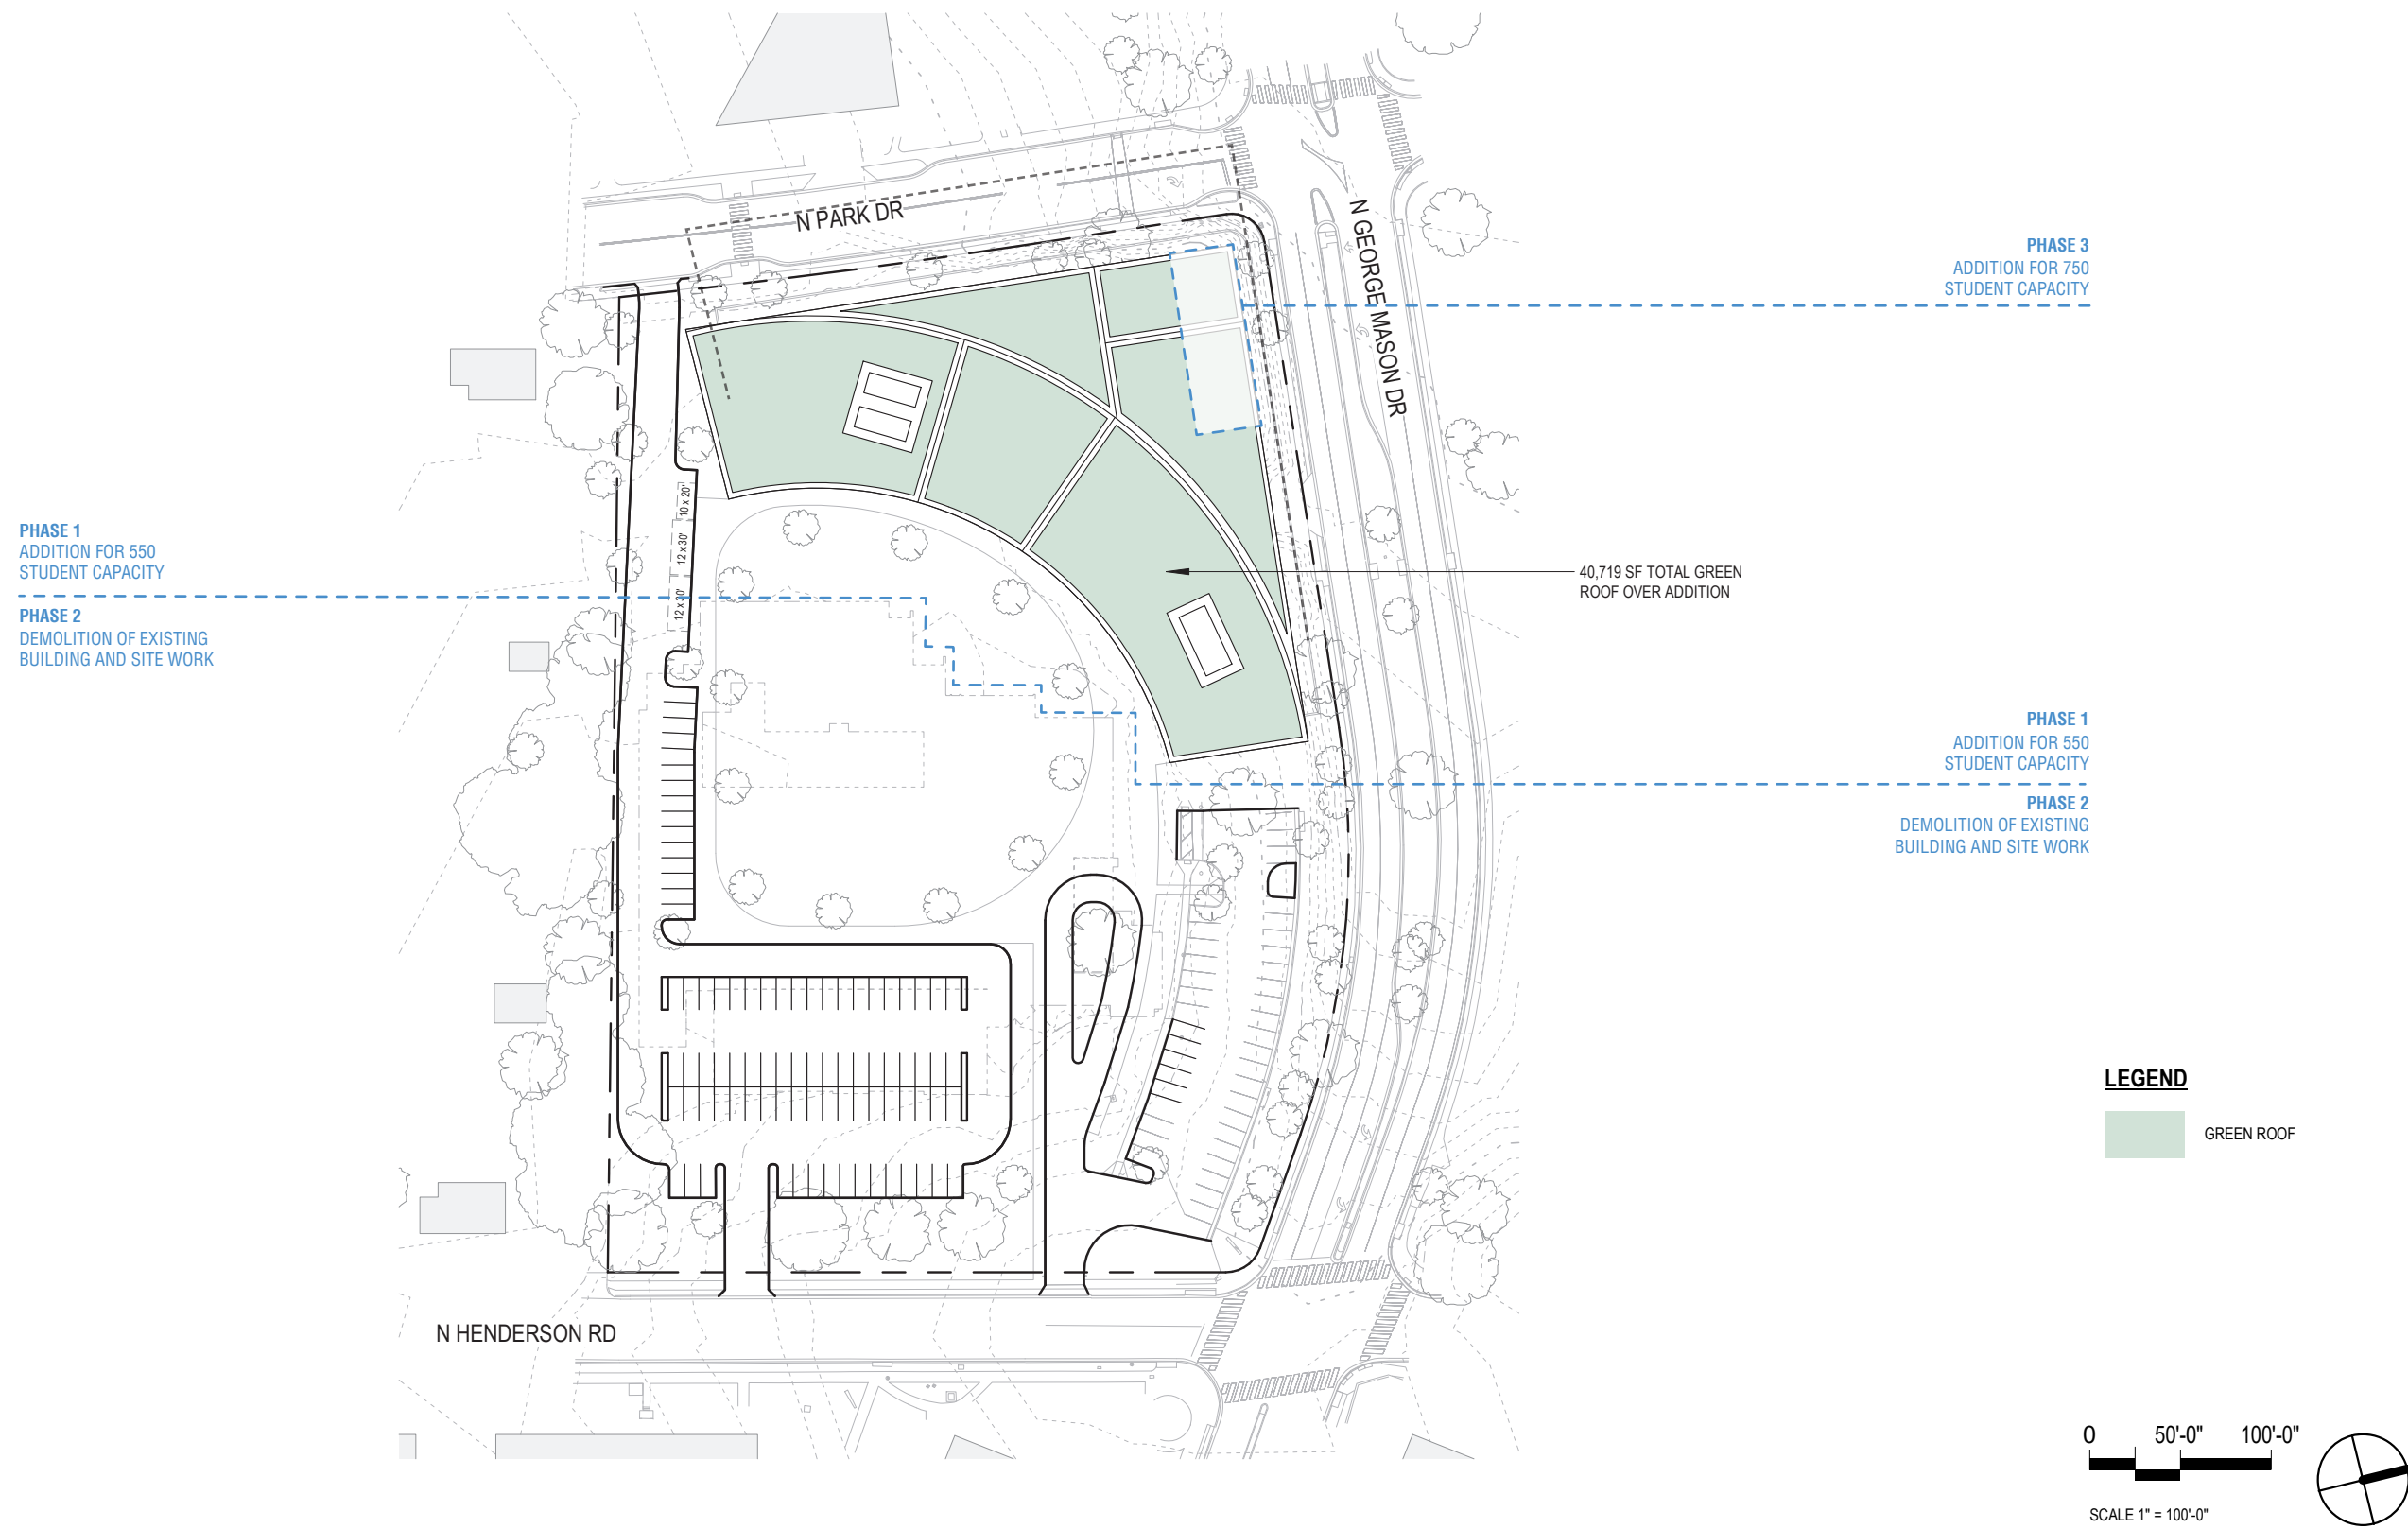 N PARK DR
N GEORGE MASON DR
PHASE 3
ADDITION FOR 750
STUDENT CAPACITY
10 x 20'
12 x 30'
12 x 30'
PHASE 1
ADDITION FOR 550
STUDENT CAPACITY
PHASE 2
DEMOLITION OF EXISTING
BUILDING AND SITE WORK
40,719 SF TOTAL GREEN
ROOF OVER ADDITION
PHASE 1
ADDITION FOR 550
STUDENT CAPACITY
PHASE 2
DEMOLITION OF EXISTING
BUILDING AND SITE WORK
LEGEND
GREEN ROOF
N HENDERSON RD
0 50'-0" 100'-0"
SCALE 1" = 100'-0"